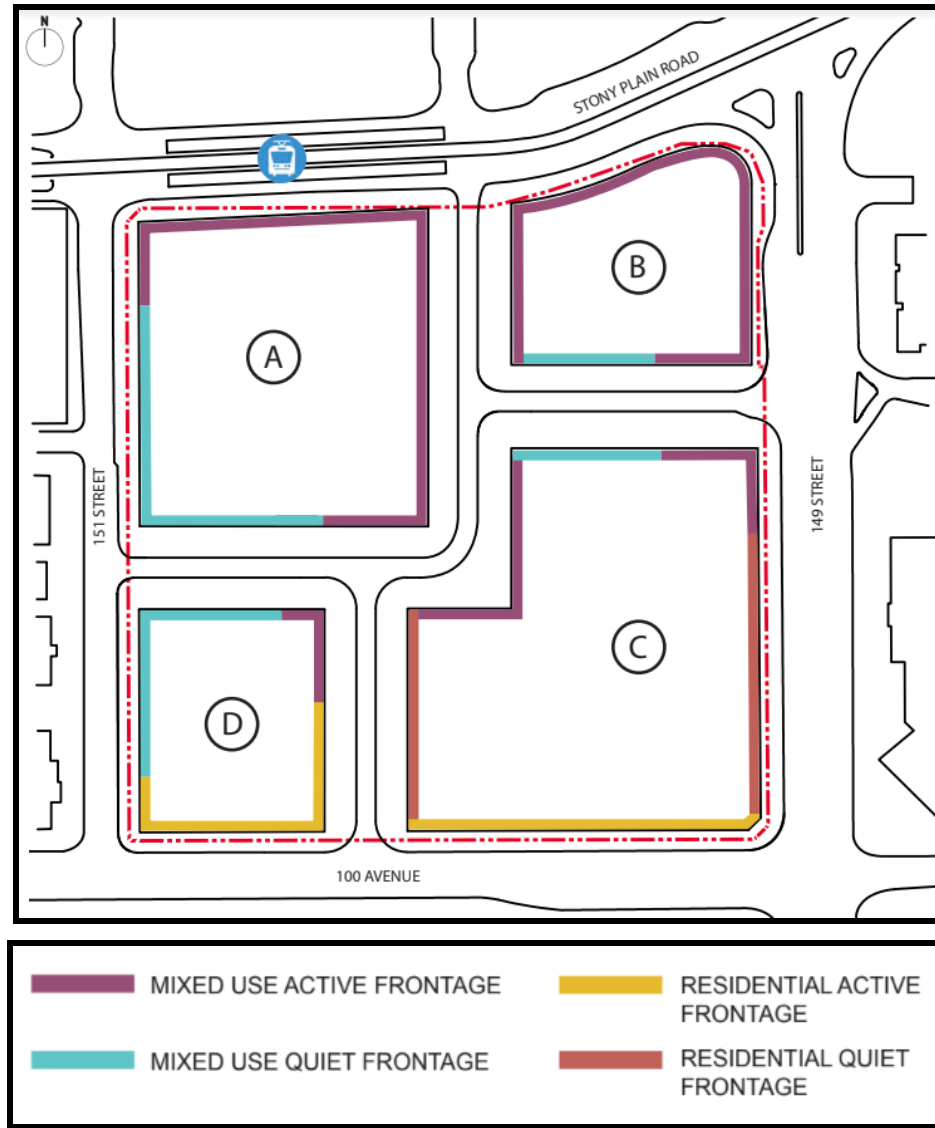 N
STONY PLAIN ROAD
B
A
151 STREET
149 STREET
C
D
100 AVENUE
MIXED USE ACTIVE FRONTAGE
RESIDENTIAL ACTIVE
FRONTAGE
MIXED USE QUIET FRONTAGE
RESIDENTIAL QUIET
FRONTAGE